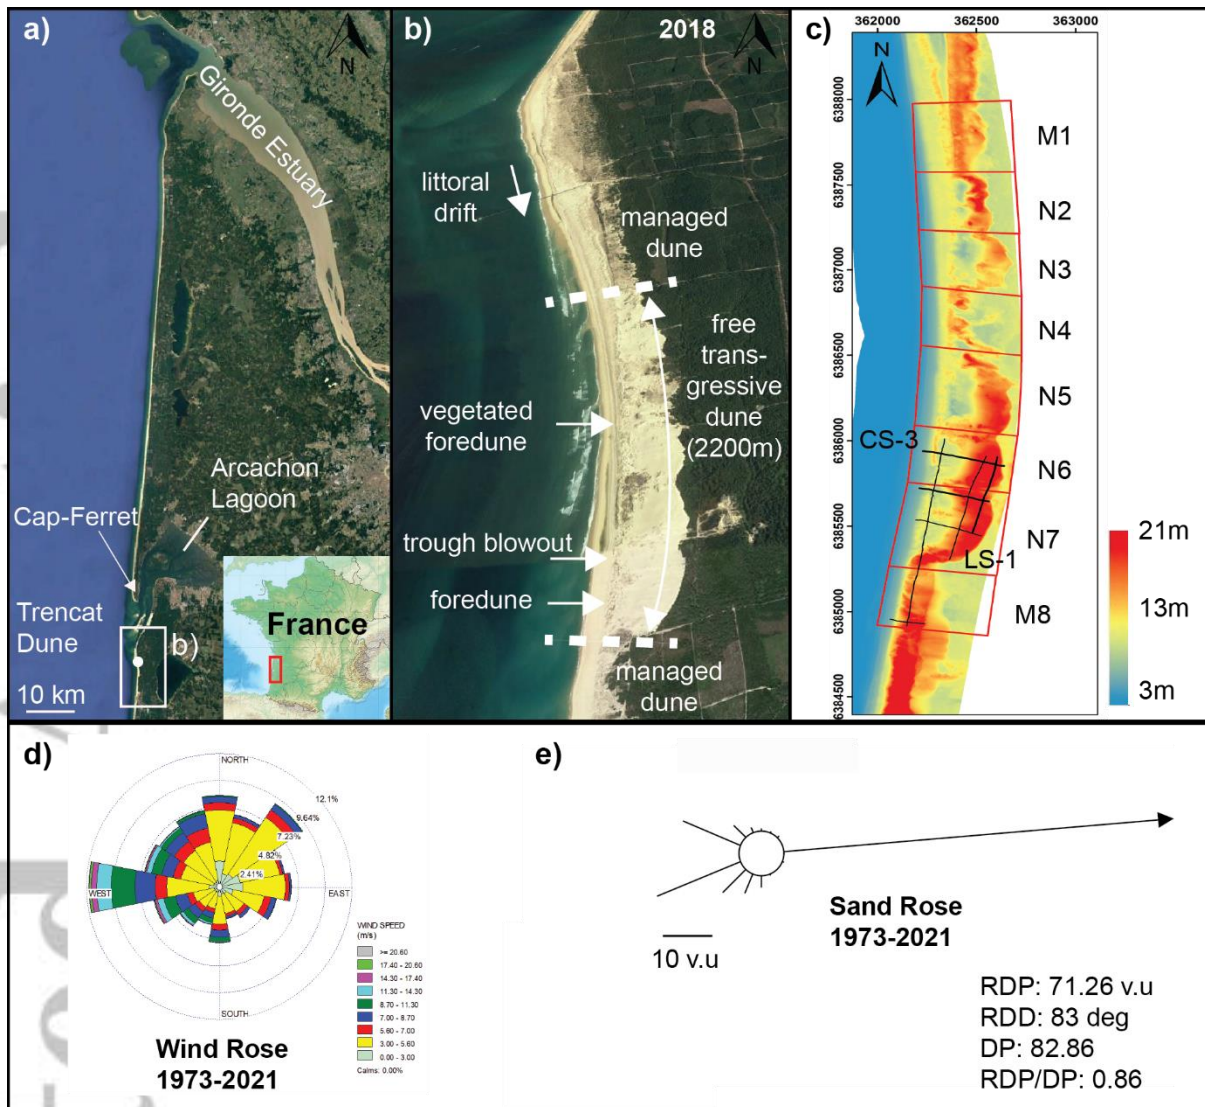 a)
N
Gironde Estuary
Arcachon
Lagoon
Cap-Ferret
Trencat
Dune
b)
10 km
France
b)
2018
N
littoral
drift
managed
dune
free
trans-
gressive
dune
(2200m)
vegetated
foredune
trough blowout
foredune
managed
dune
c)
362000
362500
363000
N
6388000
6387500
6387000
6386500
6386000
6385500
6385000
6384500
M1
N2
N3
N4
N5
N6
N7
M8
CS-3
LS-1
21m
13m
3m
d)
NORTH
12.1%
9.64%
7.23%
4.82%
2.41%
WEST
EAST
SOUTH
WIND SPEED
(m/s)
>= 20.60
17.40 - 20.60
14.30 - 17.40
11.30 - 14.30
8.70 - 11.30
7.00 - 8.70
5.60 - 7.00
3.00 - 5.60
0.00 - 3.00
Calms: 0.00%
Wind Rose
1973-2021
e)
10 v.u
Sand Rose
1973-2021
RDP: 71.26 v.u
RDD: 83 deg
DP: 82.86
RDP/DP: 0.86